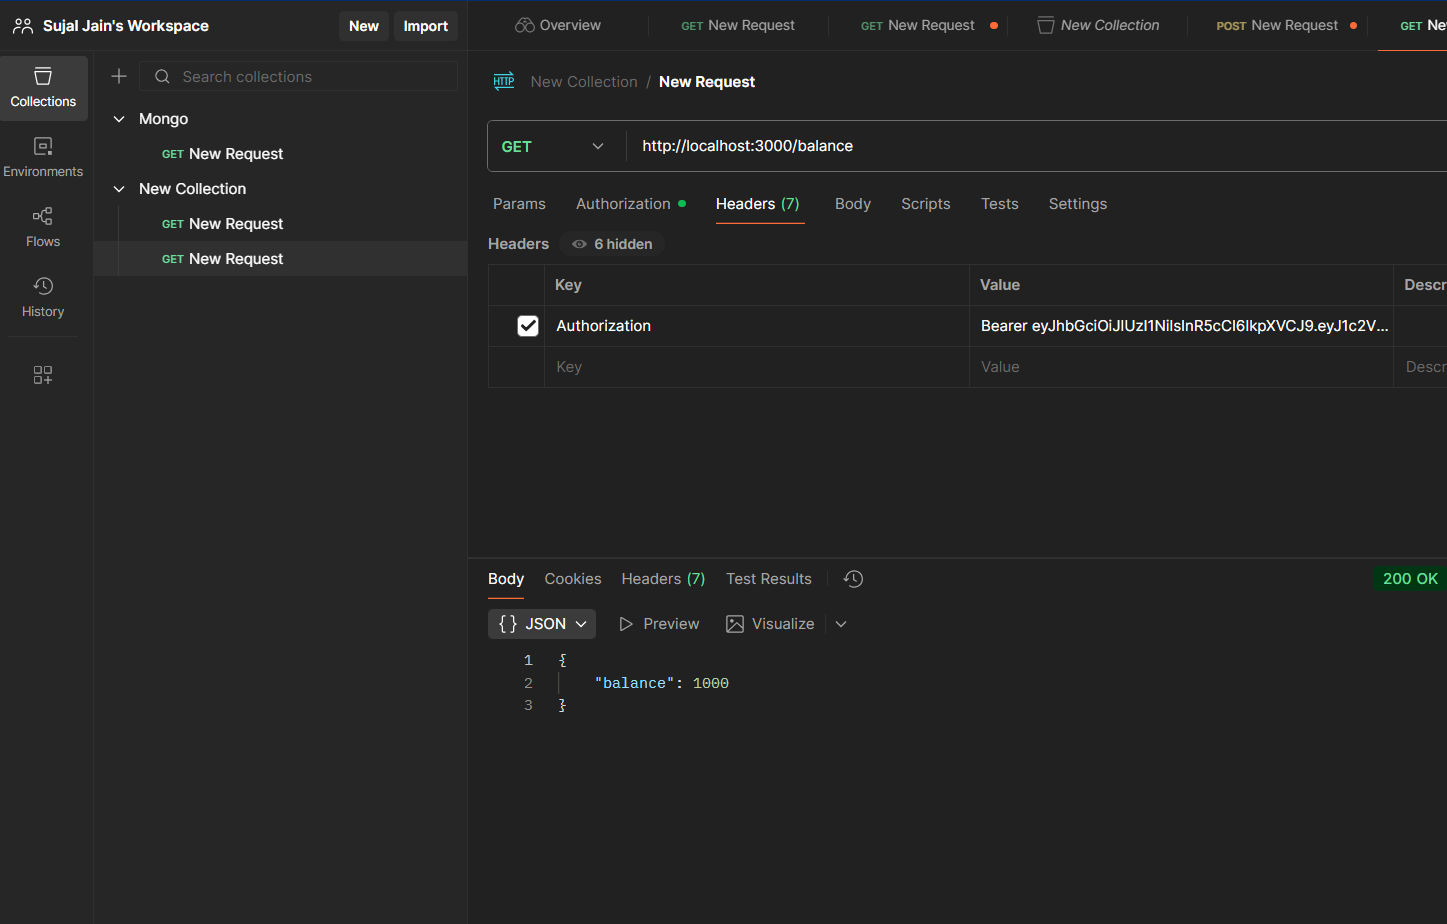 Sujal Jain's Workspace
New
Import
Overview
GET New Request
GET New Request
New Collection
POST New Request
GET Ne
Collections
Environments
Flows
History
Search collections
Mongo
GET New Request
New Collection
GET New Request
GET New Request
HTTP New Collection / New Request
GET
http://localhost:3000/balance
Params
Authorization
Headers (7)
Body
Scripts
Tests
Settings
Headers
6 hidden
Key
Value
Descr
Authorization
Bearer eyJhbGciOiJIUzI1NiIsInR5cCI6IkpXVCJ9.eyJ1c2V...
Key
Value
Descr
Body
Cookies
Headers (7)
Test Results
200 OK
{} JSON
Preview
Visualize
1 {
2 "balance": 1000
3 }